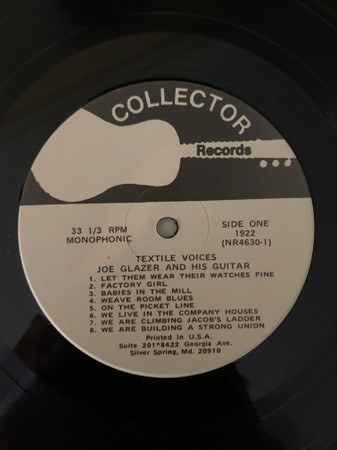 COLLECTOR
Records
33 1/3 RPM
MONOPHONIC
SIDE ONE
1922
(NR4630-1)
TEXTILE VOICES
JOE GLAZER AND HIS GUITAR
1. LET THEM WEAR THEIR WATCHES FINE
2. FACTORY GIRL
3. BABIES IN THE MILL
4. WEAVE ROOM BLUES
5. ON THE PICKET LINE
6. WE LIVE IN THE COMPANY HOUSES
7. WE ARE CLIMBING JACOB'S LADDER
8. WE ARE BUILDING A STRONG UNION
Printed in U.S.A.
Suite 201*8422 Georgia Ave.
Silver Spring, Md. 20910